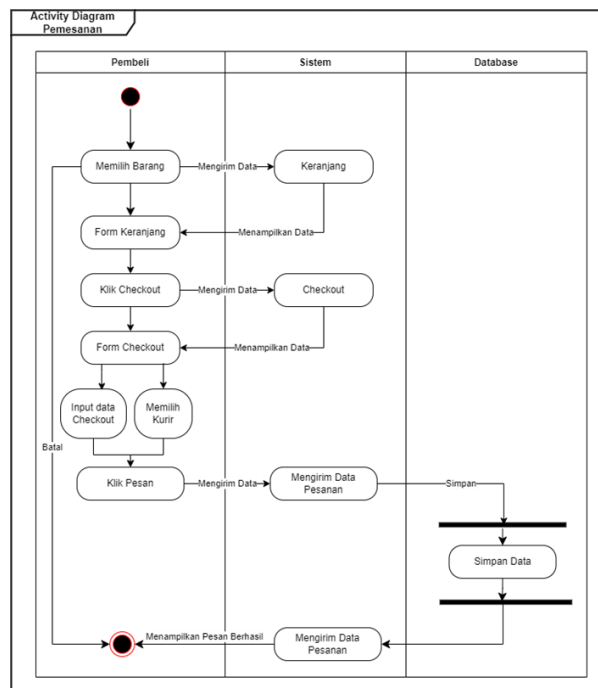 Activity Diagram
Pemesanan
Pembeli
Sistem
Database
Memilih Barang
Mengirim Data
Keranjang
Form Keranjang
Menampilkan Data
Klik Checkout
Mengirim Data
Checkout
Form Checkout
Menampilkan Data
Input data
Checkout
Memilih
Kurir
Batal
Klik Pesan
Mengirim Data
Mengirim Data
Pesanan
Simpan
Simpan Data
Menampilkan Pesan Berhasil
Mengirim Data
Pesanan